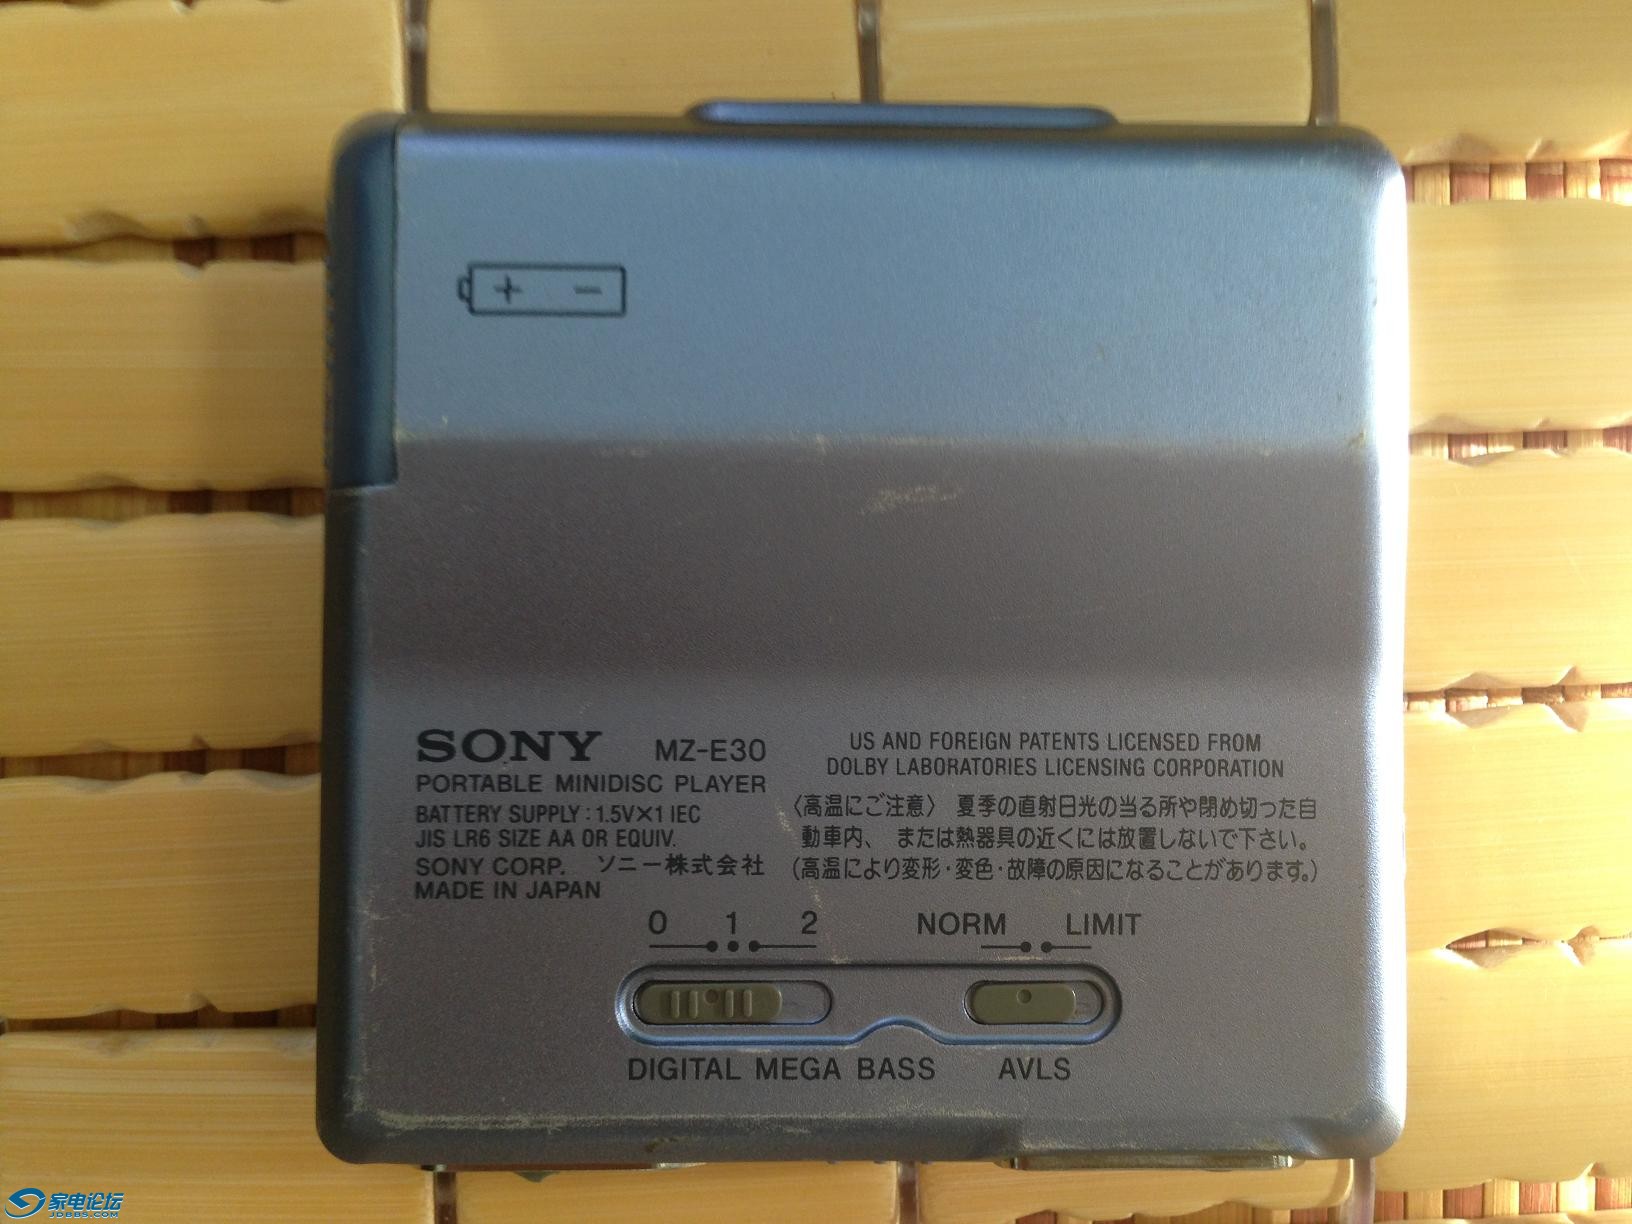 + −
SONY MZ-E30
PORTABLE MINIDISC PLAYER
BATTERY SUPPLY : 1.5V×1 IEC
JIS LR6 SIZE AA OR EQUIV.
SONY CORP. ソニー株式会社
MADE IN JAPAN
US AND FOREIGN PATENTS LICENSED FROM
DOLBY LABORATORIES LICENSING CORPORATION
〈高温にご注意〉 夏季の直射日光の当る所や閉め切った自
動車内、または熱器具の近くには放置しないで下さい。
(高温により変形・変色・故障の原因になることがあります。)
0 1 2
NORM LIMIT
DIGITAL MEGA BASS AVLS
家电论坛
JDBBS.COM